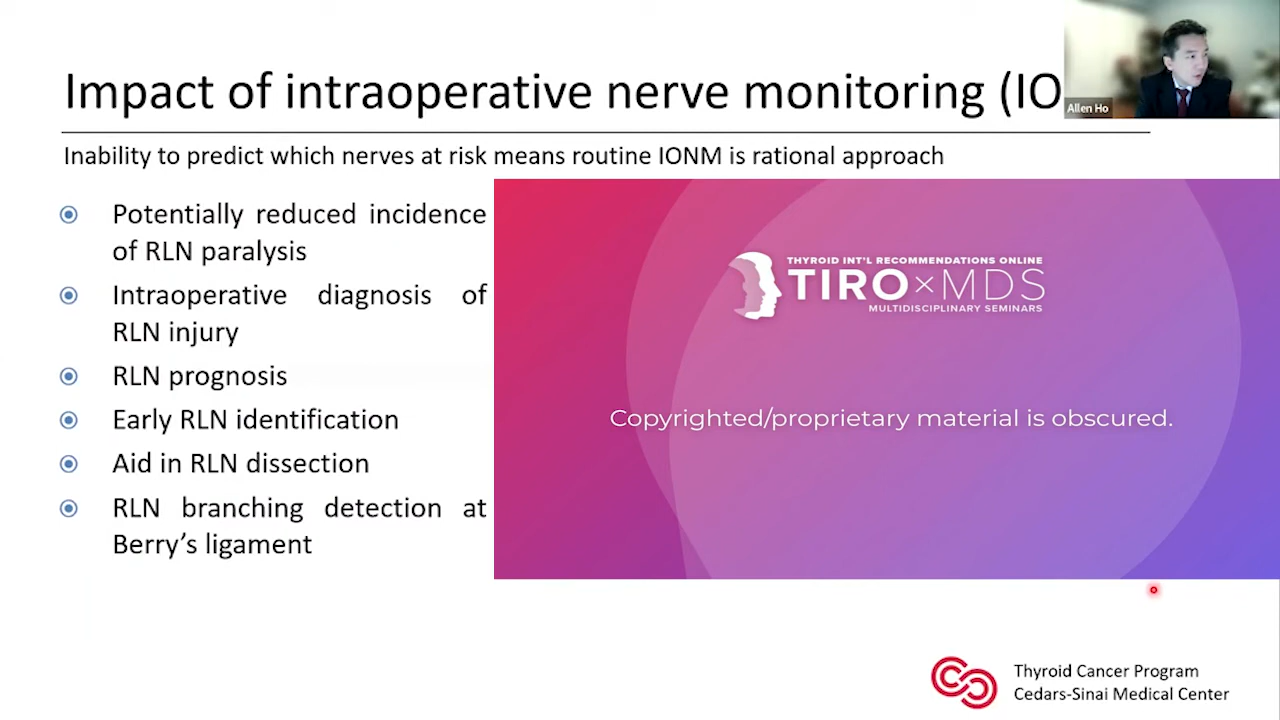 Impact of intraoperative nerve monitoring (IO
Allen Ho
Inability to predict which nerves at risk means routine IONM is rational approach
Potentially reduced incidence
of RLN paralysis
Intraoperative diagnosis of
RLN injury
RLN prognosis
Early RLN identification
Aid in RLN dissection
RLN branching detection at
Berry’s ligament
THYROID INT'L RECOMMENDATIONS ONLINE
TIRO×MDS
MULTIDISCIPLINARY SEMINARS
Copyrighted/proprietary material is obscured.
Thyroid Cancer Program
Cedars-Sinai Medical Center